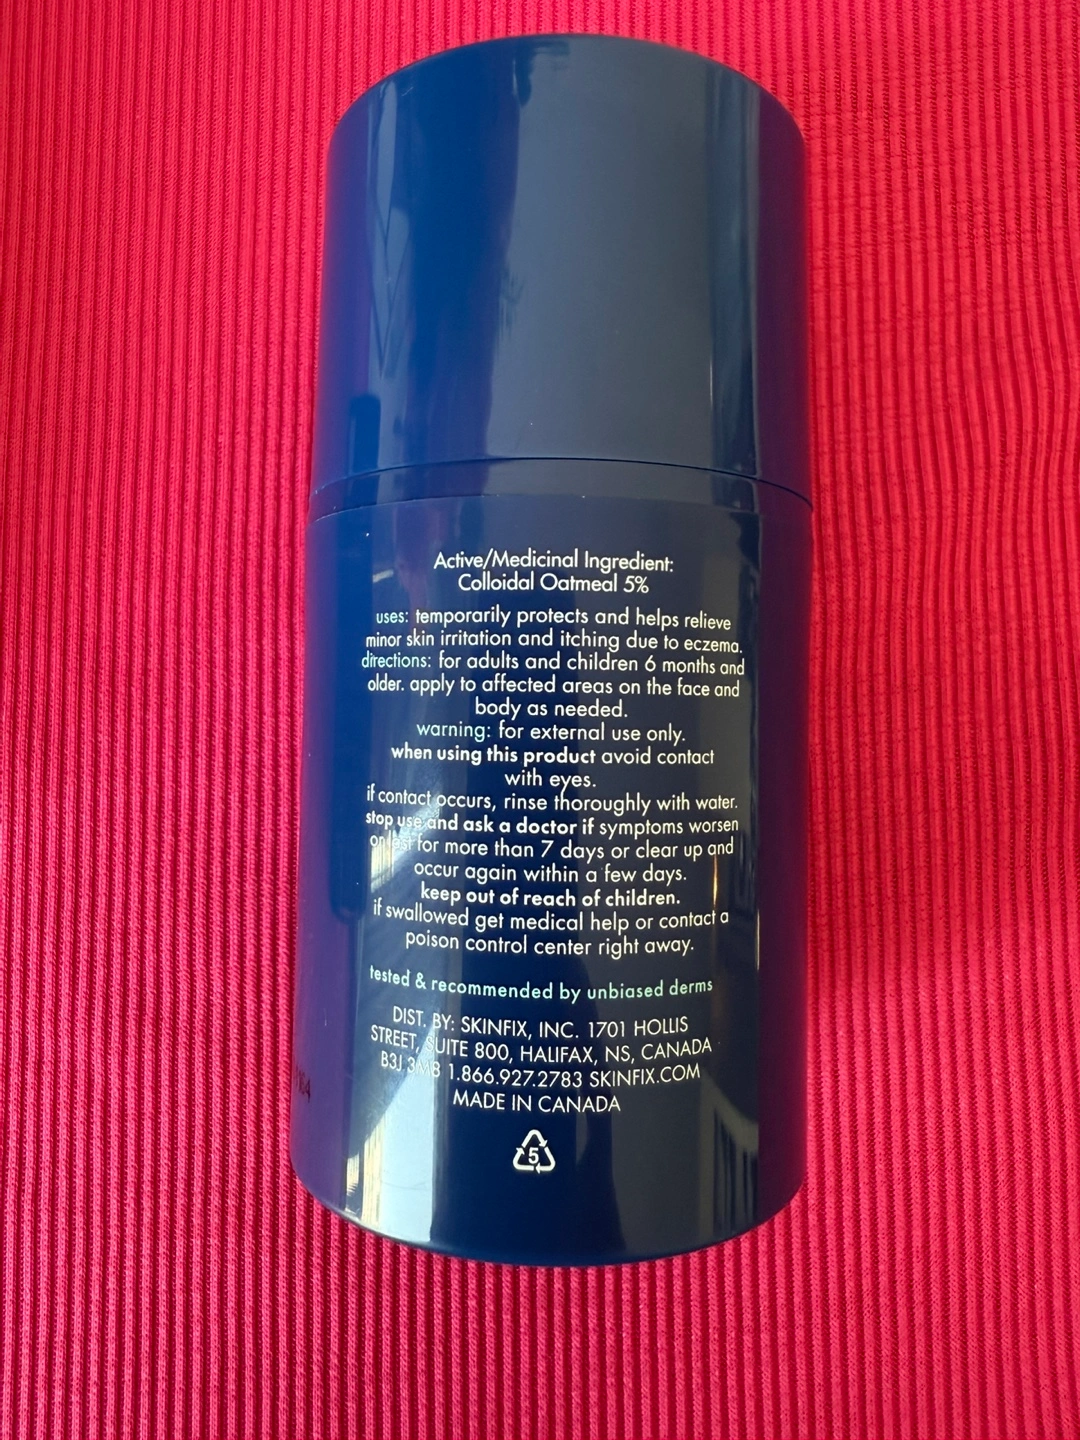 Active/Medicinal Ingredient:
Colloidal Oatmeal 5%
uses: temporarily protects and helps relieve
minor skin irritation and itching due to eczema.
directions: for adults and children 6 months and
older. apply to affected areas on the face and
body as needed.
warning: for external use only.
when using this product avoid contact
with eyes.
if contact occurs, rinse thoroughly with water.
stop use and ask a doctor if symptoms worsen
or last for more than 7 days or clear up and
occur again within a few days.
keep out of reach of children.
if swallowed get medical help or contact a
poison control center right away.
tested & recommended by unbiased derms
DIST. BY: SKINFIX, INC. 1701 HOLLIS
STREET, SUITE 800, HALIFAX, NS, CANADA
B3J 3M8 1.866.927.2783 SKINFIX.COM
MADE IN CANADA
5